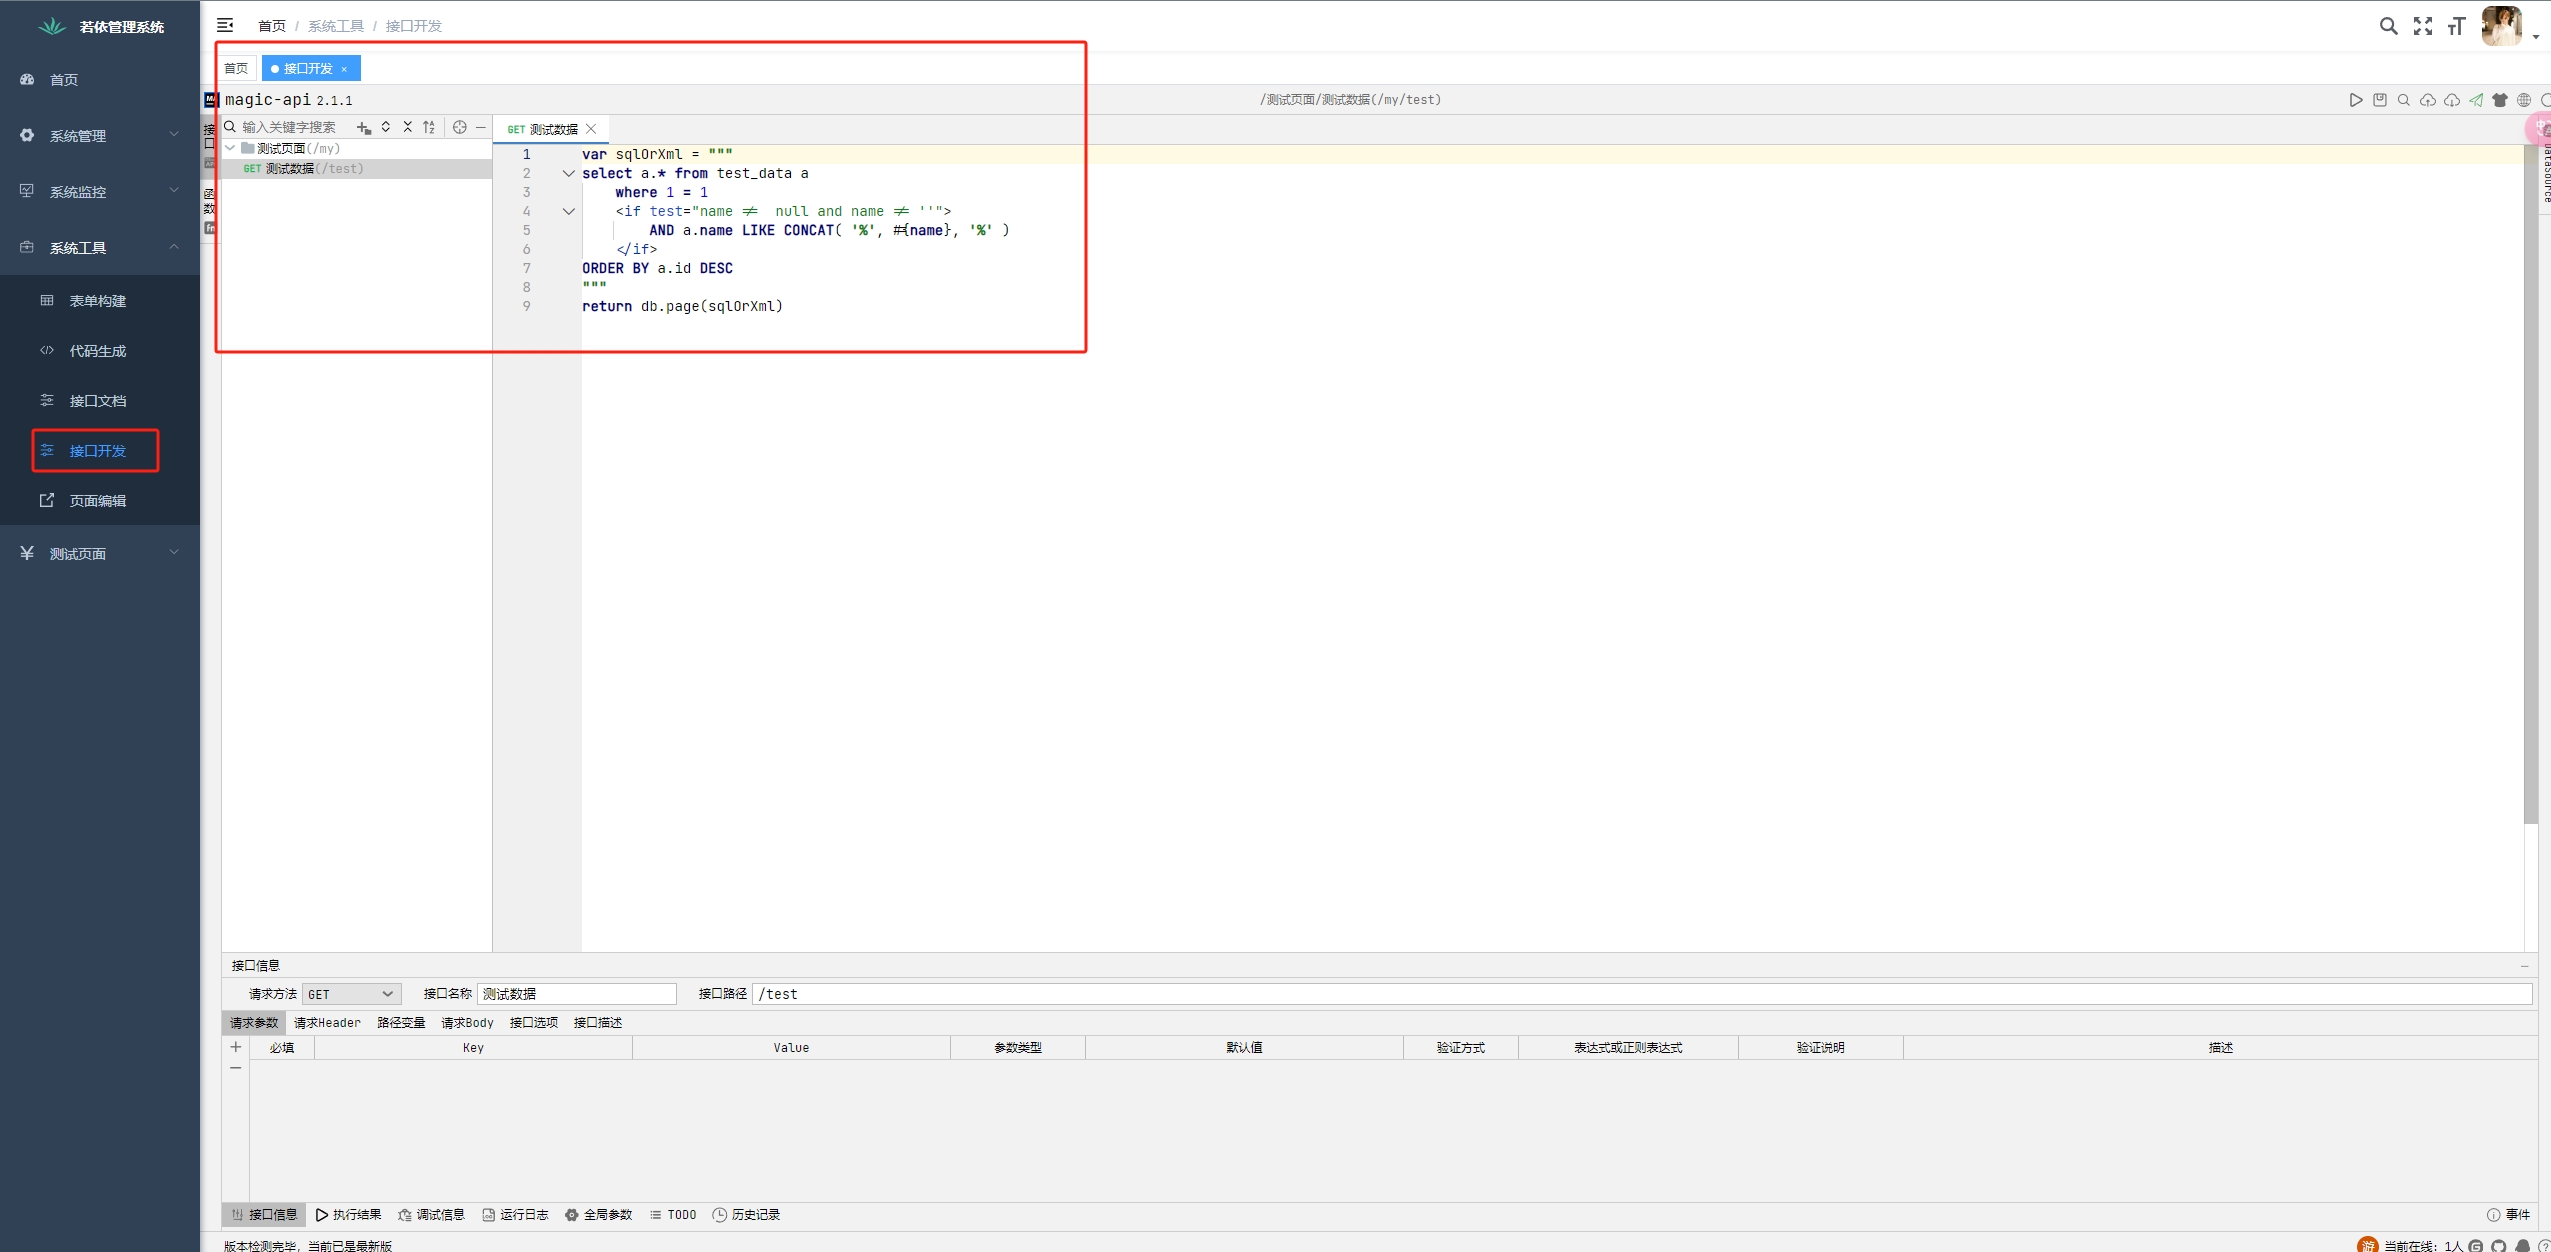 若依管理系统
首页 / 系统工具 / 接口开发
首页
系统管理
系统监控
系统工具
表单构建
代码生成
接口文档
接口开发
页面编辑
测试页面
首页 接口开发 ×
magic-api 2.1.1 /测试页面/测试数据(/my/test)
接口
函数
输入关键字搜索
测试页面(/my)
GET 测试数据(/test)
GET 测试数据
1 var sqlOrXml = """
2 select a.* from test_data a
3 where 1 = 1
4 <if test="name != null and name != ''">
5 AND a.name LIKE CONCAT( '%', #{name}, '%' )
6 </if>
7 ORDER BY a.id DESC
8 """
9 return db.page(sqlOrXml)
接口信息
请求方法 GET 接口名称 测试数据 接口路径 /test
请求参数 请求Header 路径变量 请求Body 接口选项 接口描述
必填 Key Value 参数类型 默认值 验证方式 表达式或正则表达式 验证说明 描述
接口信息 执行结果 调试信息 运行日志 全局参数 TODO 历史记录 事件
版本检测完毕，当前已是最新版 游 当前在线: 1人